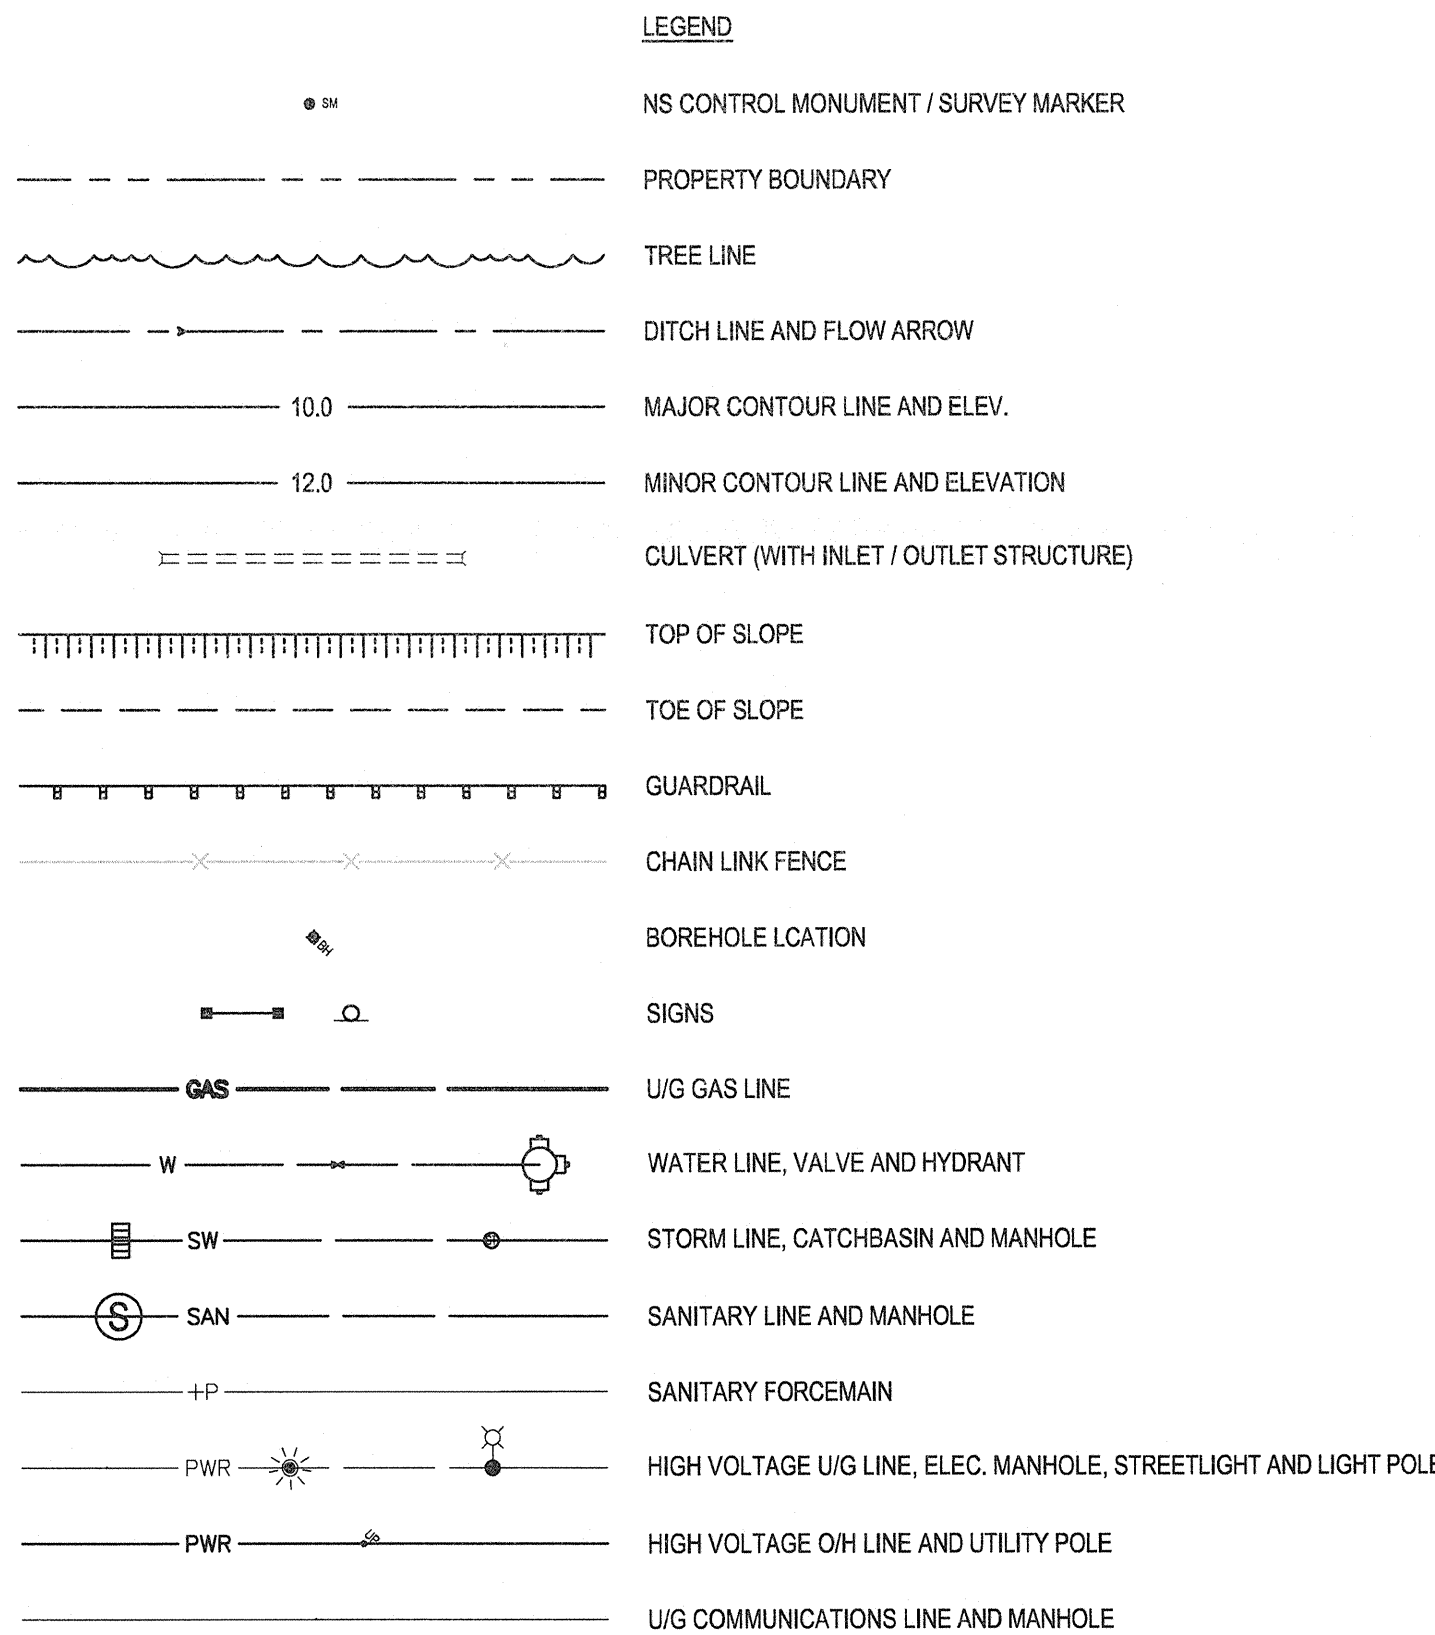 LEGEND
SM NS CONTROL MONUMENT / SURVEY MARKER
PROPERTY BOUNDARY
TREE LINE
DITCH LINE AND FLOW ARROW
10.0 MAJOR CONTOUR LINE AND ELEV.
12.0 MINOR CONTOUR LINE AND ELEVATION
CULVERT (WITH INLET / OUTLET STRUCTURE)
TOP OF SLOPE
TOE OF SLOPE
GUARDRAIL
CHAIN LINK FENCE
BH BOREHOLE LCATION
SIGNS
GAS U/G GAS LINE
W WATER LINE, VALVE AND HYDRANT
SW STORM LINE, CATCHBASIN AND MANHOLE
S SAN SANITARY LINE AND MANHOLE
+P SANITARY FORCEMAIN
PWR HIGH VOLTAGE U/G LINE, ELEC. MANHOLE, STREETLIGHT AND LIGHT POLE
PWR UP HIGH VOLTAGE O/H LINE AND UTILITY POLE
U/G COMMUNICATIONS LINE AND MANHOLE